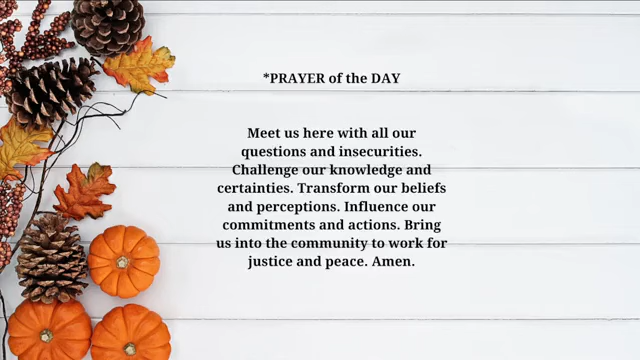 *PRAYER of the DAY
Meet us here with all our
questions and insecurities.
Challenge our knowledge and
certainties. Transform our beliefs
and perceptions. Influence our
commitments and actions. Bring
us into the community to work for
justice and peace. Amen.